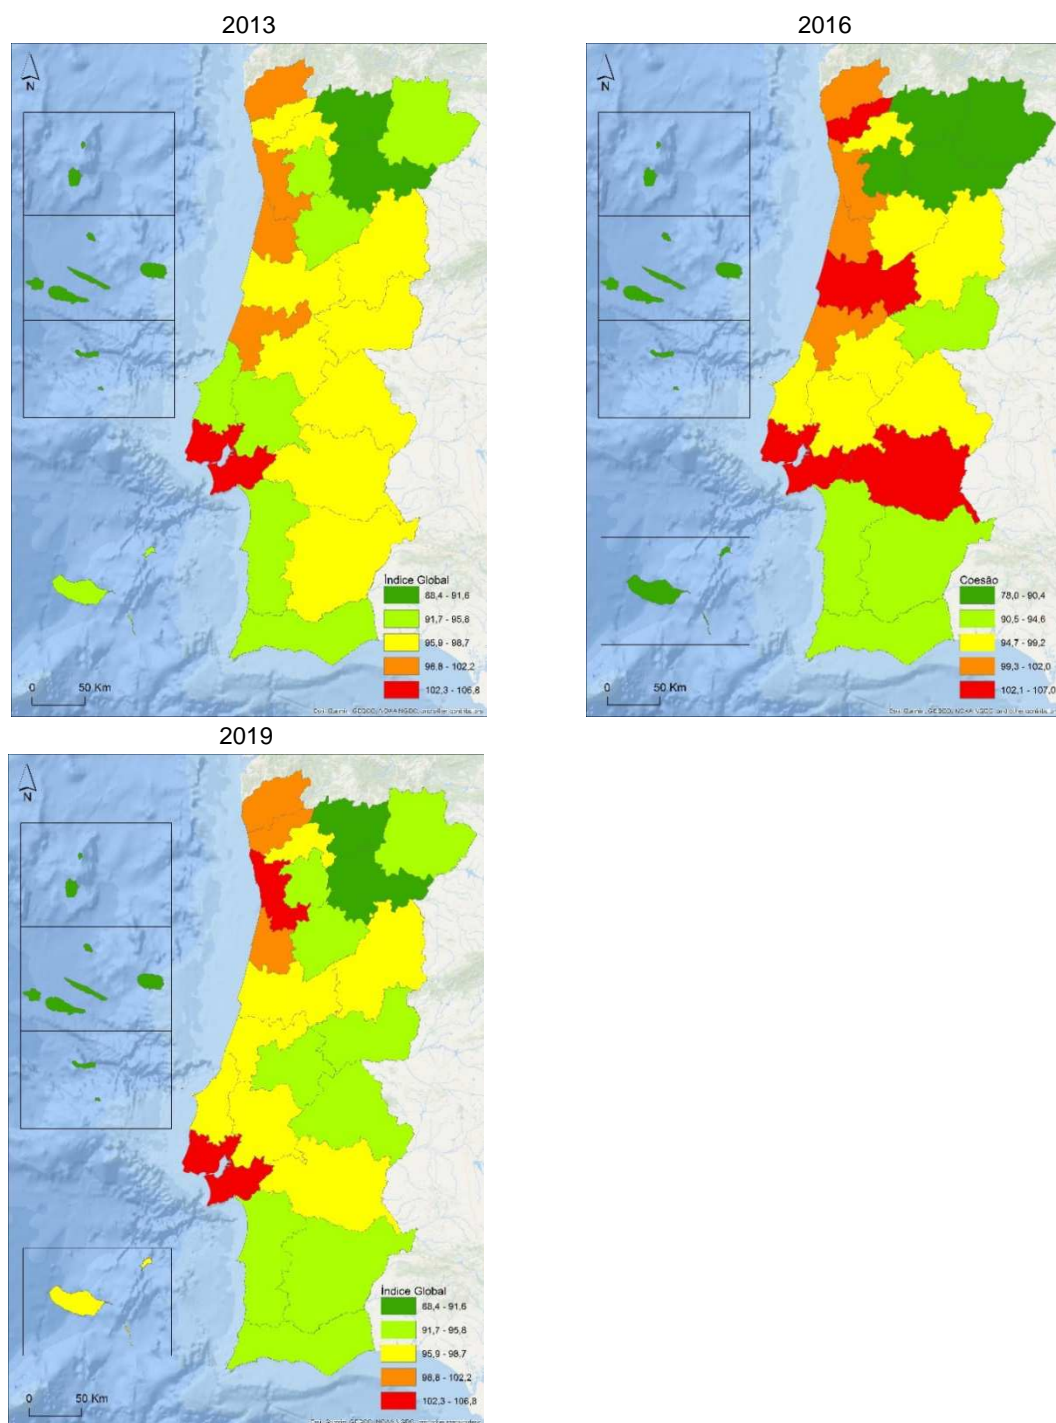 2013
2016
N
N
Índice Global
88,4 - 91,6
91,7 - 95,8
95,9 - 98,7
98,8 - 102,2
102,3 - 106,8
0 50 Km
Coesão
78,0 - 90,4
90,5 - 94,6
94,7 - 99,2
99,3 - 102,0
102,1 - 107,0
0 50 Km
2019
N
Índice Global
88,4 - 91,6
91,7 - 95,8
95,9 - 98,7
98,8 - 102,2
102,3 - 106,8
0 50 Km